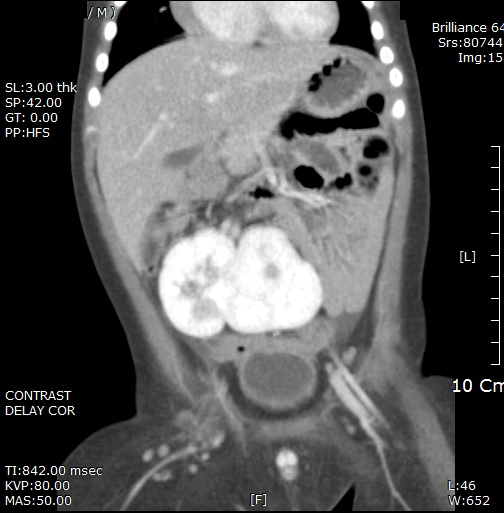 / M )
Brilliance 64
Srs:80744
Img:15
SL:3.00 thk
SP:42.00
GT: 0.00
PP:HFS
[L]
10 Cm
CONTRAST
DELAY COR
TI:842.00 msec
KVP:80.00
MAS:50.00
[F]
L:46
W:652